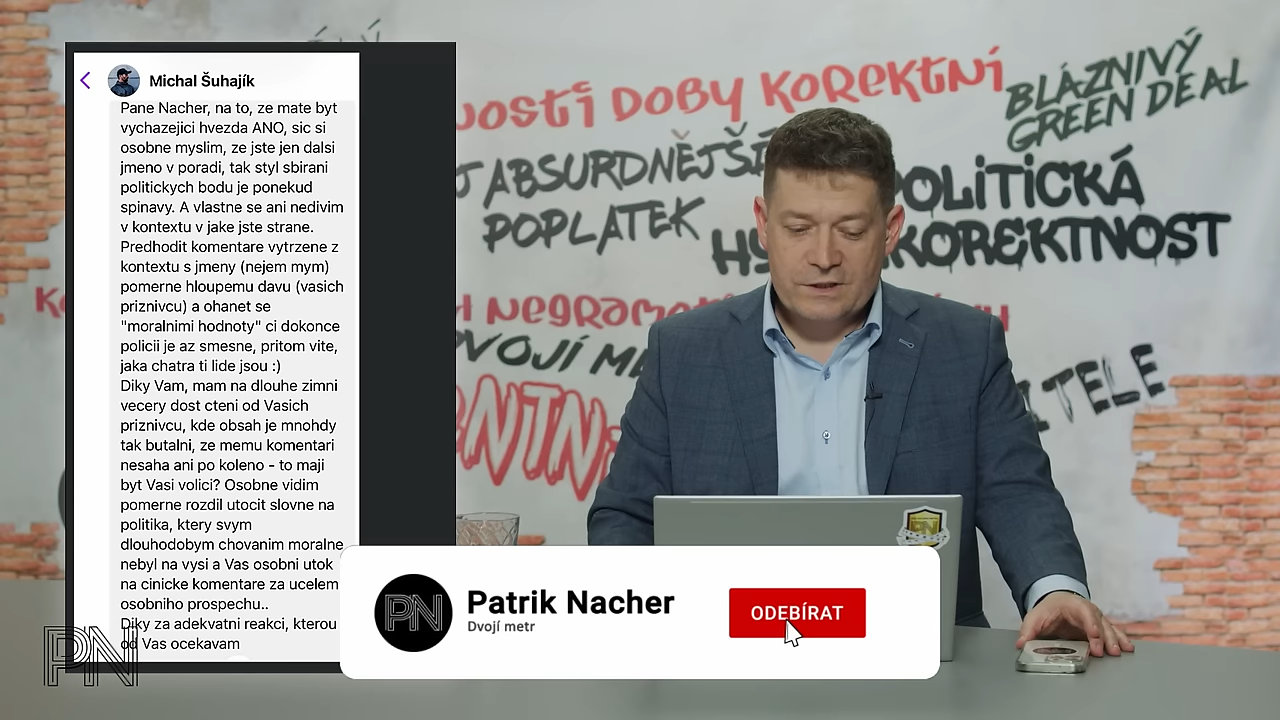 Michal Šuhajík
Pane Nacher, na to, ze mate byt
vychazejici hvezda ANO, sic si
osobne myslim, ze jste jen dalsi
jmeno v poradi, tak styl sbirani
politickych bodu je ponekud
spinavy. A vlastne se ani nedivim
v kontextu v jake jste strane.
Predhodit komentare vytrzene z
kontextu s jmeny (nejem mym)
pomerne hloupemu davu (vasich
priznivcu) a ohanet se
"moralnimi hodnoty" ci dokonce
policii je az smesne, pritom vite,
jaka chatra ti lide jsou :)
Diky Vam, mam na dlouhe zimni
vecery dost cteni od Vasich
priznivcu, kde obsah je mnohdy
tak butalni, ze memu komentari
nesaha ani po koleno - to maji
byt Vasi volici? Osobne vidim
pomerne rozdil utocit slovne na
politika, ktery svym
dlouhodobym chovanim moralne
nebyl na vysi a Vas osobni utok
na cinicke komentare za ucelem
osobniho prospechu..
Diky za adekvatni reakci, kterou
od Vas ocekavam
DOBY KOREKTNÍ
BLÁZNIVÝ
GREEN DEAL
POPLATEK
POLITICKÁ
KOREKTNOST
PN
Patrik Nacher
Dvojí metr
ODEBÍRAT
PN